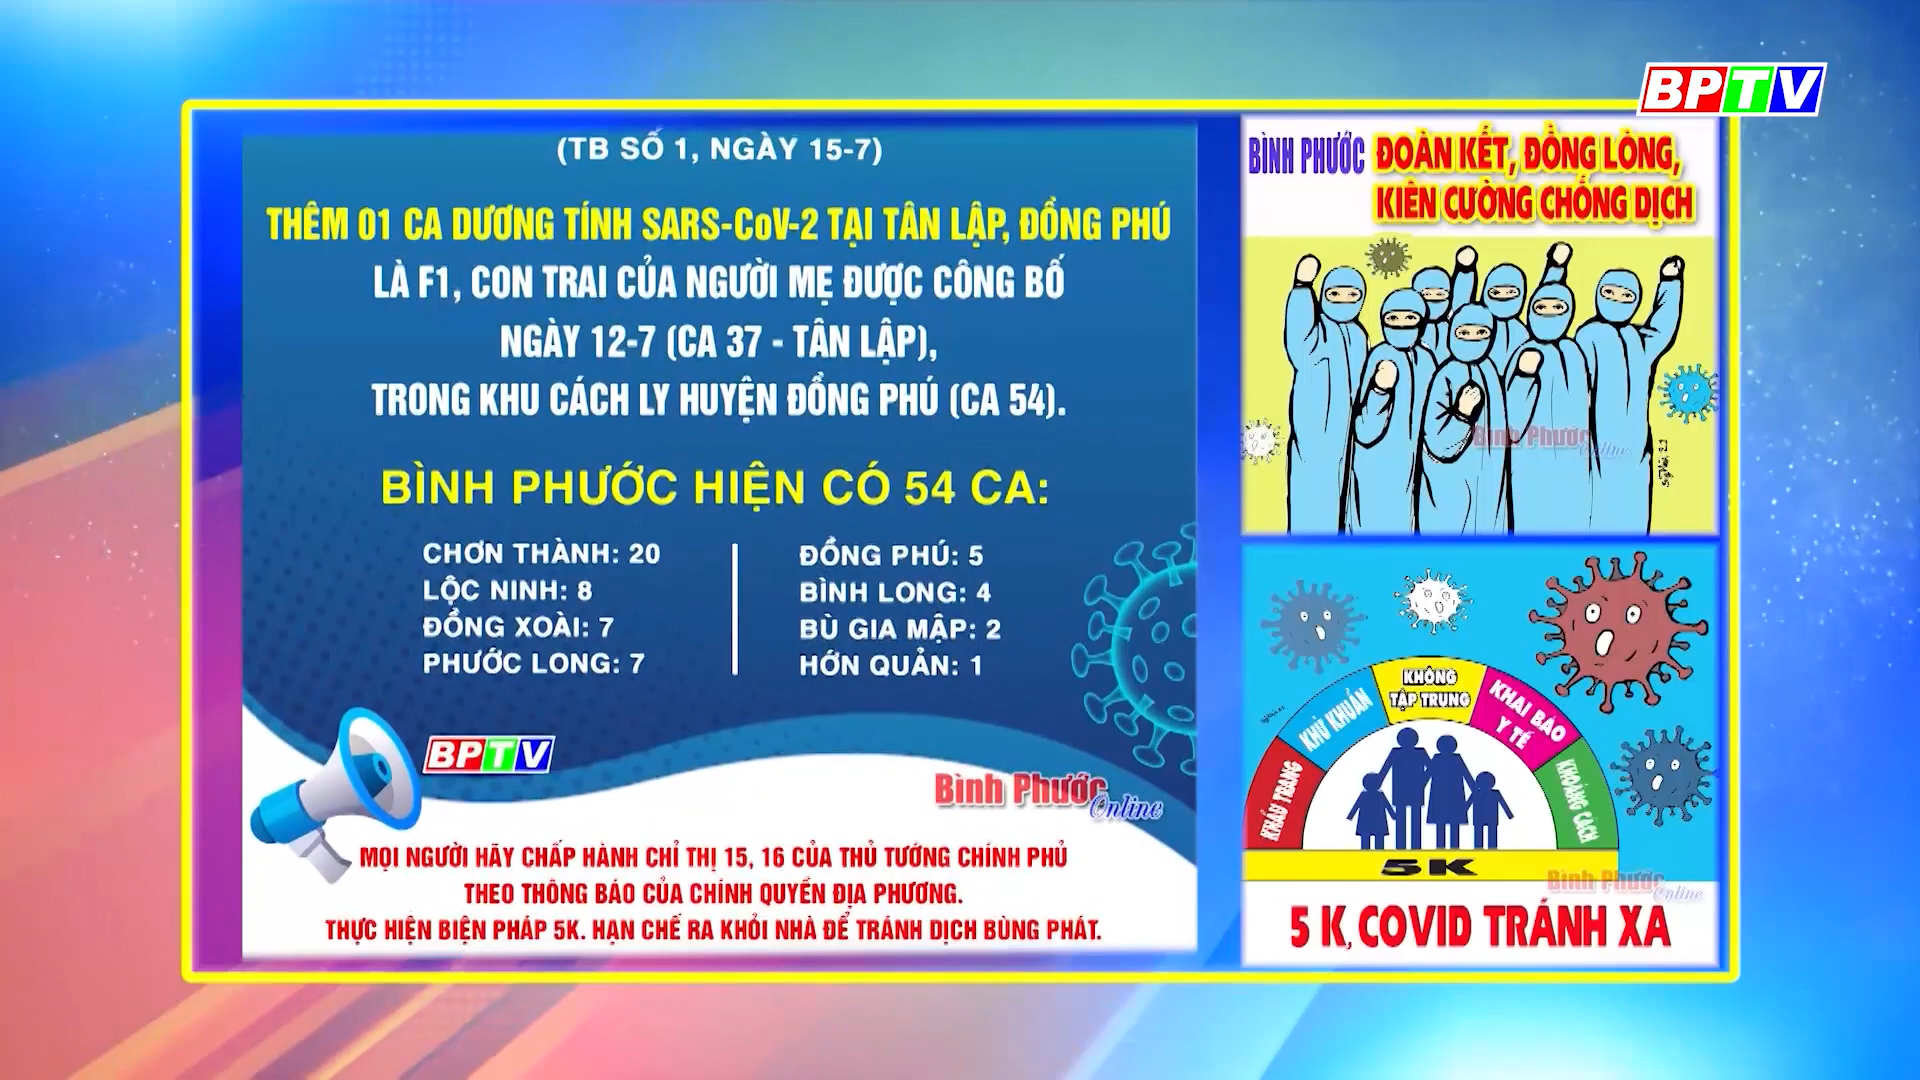 BPTV
(TB SỐ 1, NGÀY 15-7)
THÊM 01 CA DƯƠNG TÍNH SARS-CoV-2 TẠI TÂN LẬP, ĐỒNG PHÚ
LÀ F1, CON TRAI CỦA NGƯỜI MẸ ĐƯỢC CÔNG BỐ
NGÀY 12-7 (CA 37 - TÂN LẬP),
TRONG KHU CÁCH LY HUYỆN ĐỒNG PHÚ (CA 54).
BÌNH PHƯỚC HIỆN CÓ 54 CA:
CHƠN THÀNH: 20
LỘC NINH: 8
ĐỒNG XOÀI: 7
PHƯỚC LONG: 7
ĐỒNG PHÚ: 5
BÌNH LONG: 4
BÙ GIA MẬP: 2
HỚN QUẢN: 1
BPTV
Bình Phước
Online
MỌI NGƯỜI HÃY CHẤP HÀNH CHỈ THỊ 15, 16 CỦA THỦ TƯỚNG CHÍNH PHỦ
THEO THÔNG BÁO CỦA CHÍNH QUYỀN ĐỊA PHƯƠNG.
THỰC HIỆN BIỆN PHÁP 5K. HẠN CHẾ RA KHỎI NHÀ ĐỂ TRÁNH DỊCH BÙNG PHÁT.
BÌNH PHƯỚC ĐOÀN KẾT, ĐỒNG LÒNG,
KIÊN CƯỜNG CHỐNG DỊCH
Bình Phước
Online
KHẨU TRANG
KHỬ KHUẨN
KHÔNG
TẬP TRUNG
KHAI BÁO
Y TẾ
KHOẢNG CÁCH
5 K
Bình Phước
Online
5 K, COVID TRÁNH XA